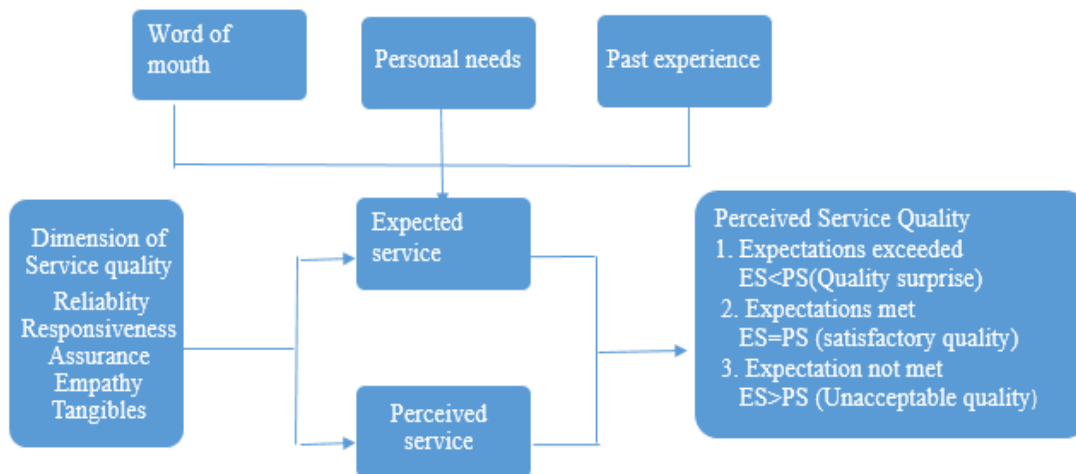 Word of
mouth
Personal needs
Past experience
Dimension of
Service quality
Reliablity
Responsiveness
Assurance
Empathy
Tangibles
Expected
service
Perceived
service
Perceived Service Quality
1. Expectations exceeded
ES<PS(Quality surprise)
2. Expectations met
ES=PS (satisfactory quality)
3. Expectation not met
ES>PS (Unacceptable quality)